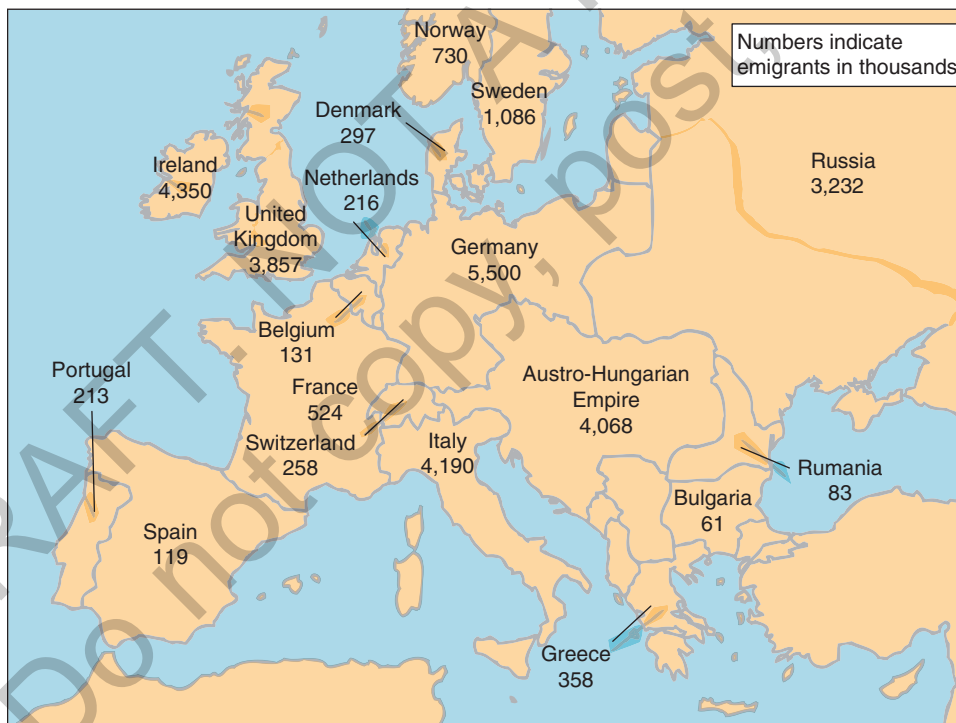 Numbers indicate
emigrants in thousands
Norway
730
Sweden
1,086
Denmark
297
Ireland
4,350
Netherlands
216
Russia
3,232
United
Kingdom
3,857
Germany
5,500
Belgium
131
Portugal
213
France
524
Austro-Hungarian
Empire
4,068
Switzerland
258
Italy
4,190
Rumania
83
Bulgaria
61
Spain
119
Greece
358
Do not copy, post,